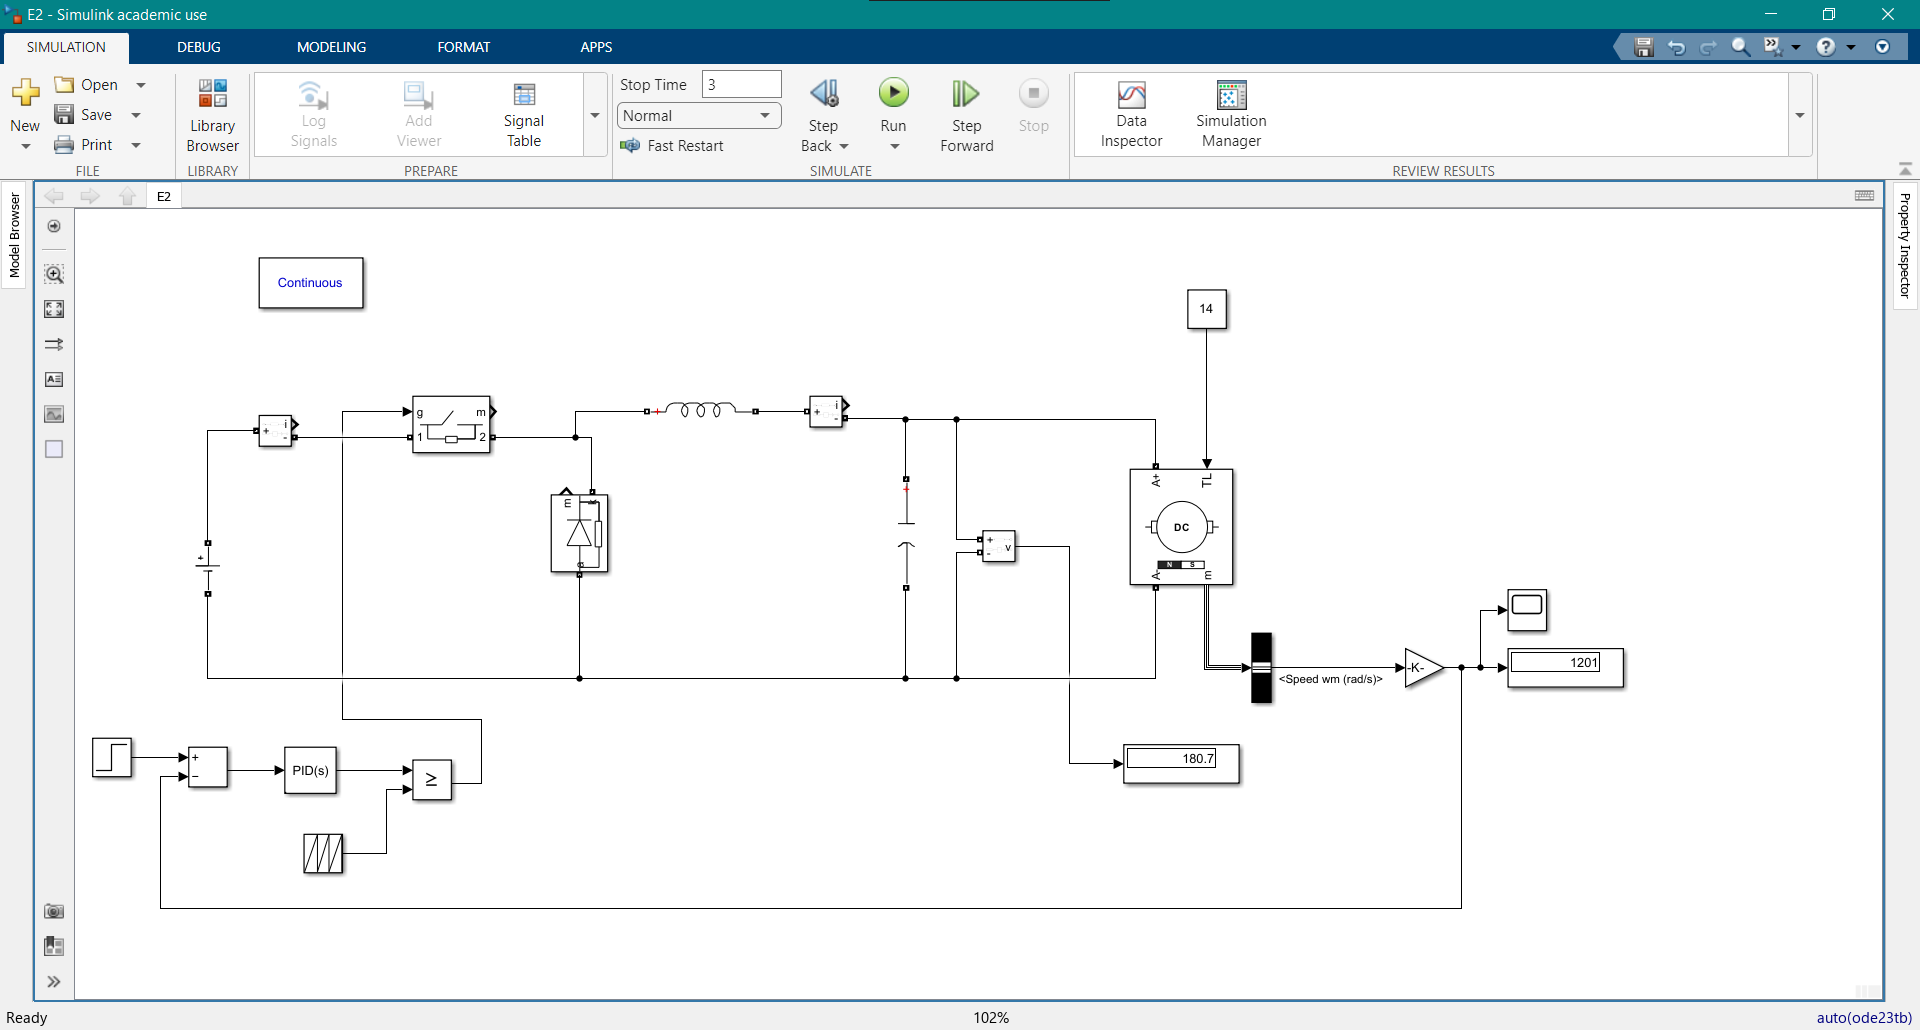 E2 - Simulink academic use
SIMULATION
DEBUG
MODELING
FORMAT
APPS
New
Open
Save
Print
FILE
Library
Browser
LIBRARY
Log
Signals
Add
Viewer
Signal
Table
PREPARE
Stop Time
3
Normal
Fast Restart
Step
Back
Run
Step
Forward
Stop
SIMULATE
Data
Inspector
Simulation
Manager
REVIEW RESULTS
Model Browser
E2
Property Inspector
Continuous
14
+ i -
g m
1 2
m k a
+
+ i -
+
+
+ - v
A+ TL
DC
N S
A- m
<Speed wm (rad/s)>
-K-
1201
180.7
+
−
PID(s)
≥
Ready
102%
auto(ode23tb)